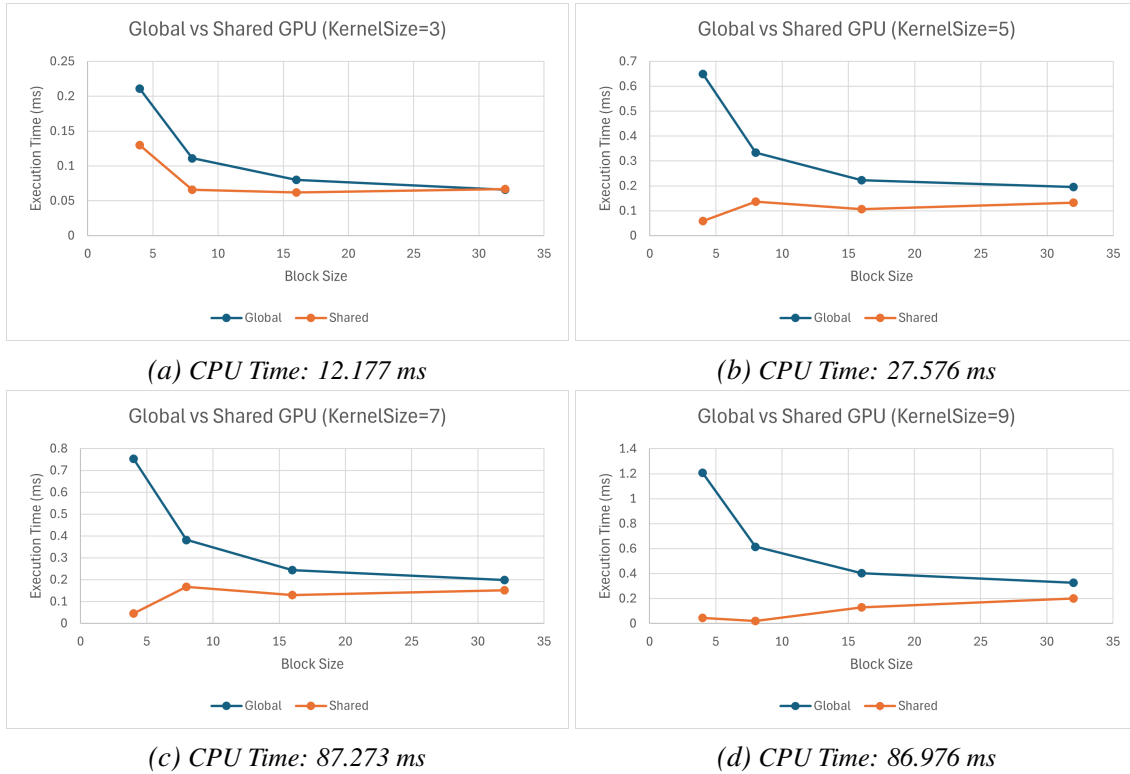 Global vs Shared GPU (KernelSize=3)
0.25
0.2
0.15
0.1
0.05
0
Execution Time (ms)
0 5 10 15 20 25 30 35
Block Size
Global Shared
(a) CPU Time: 12.177 ms
Global vs Shared GPU (KernelSize=5)
0.7
0.6
0.5
0.4
0.3
0.2
0.1
0
Execution Time (ms)
0 5 10 15 20 25 30 35
Block Size
Global Shared
(b) CPU Time: 27.576 ms
Global vs Shared GPU (KernelSize=7)
0.8
0.7
0.6
0.5
0.4
0.3
0.2
0.1
0
Execution Time (ms)
0 5 10 15 20 25 30 35
Block Size
Global Shared
(c) CPU Time: 87.273 ms
Global vs Shared GPU (KernelSize=9)
1.4
1.2
1
0.8
0.6
0.4
0.2
0
Execution Time (ms)
0 5 10 15 20 25 30 35
Block Size
Global Shared
(d) CPU Time: 86.976 ms